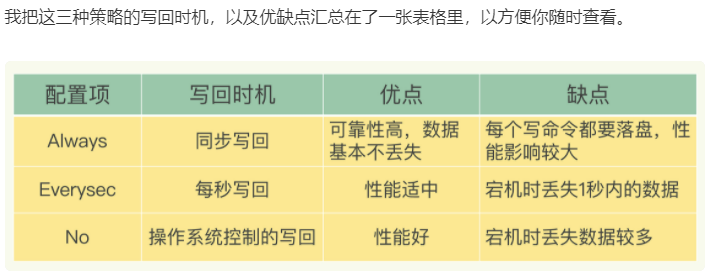 我把这三种策略的写回时机，以及优缺点汇总在了一张表格里，以方便你随时查看。
配置项 写回时机 优点 缺点
Always 同步写回 可靠性高，数据基本不丢失 每个写命令都要落盘，性能影响较大
Everysec 每秒写回 性能适中 宕机时丢失1秒内的数据
No 操作系统控制的写回 性能好 宕机时丢失数据较多